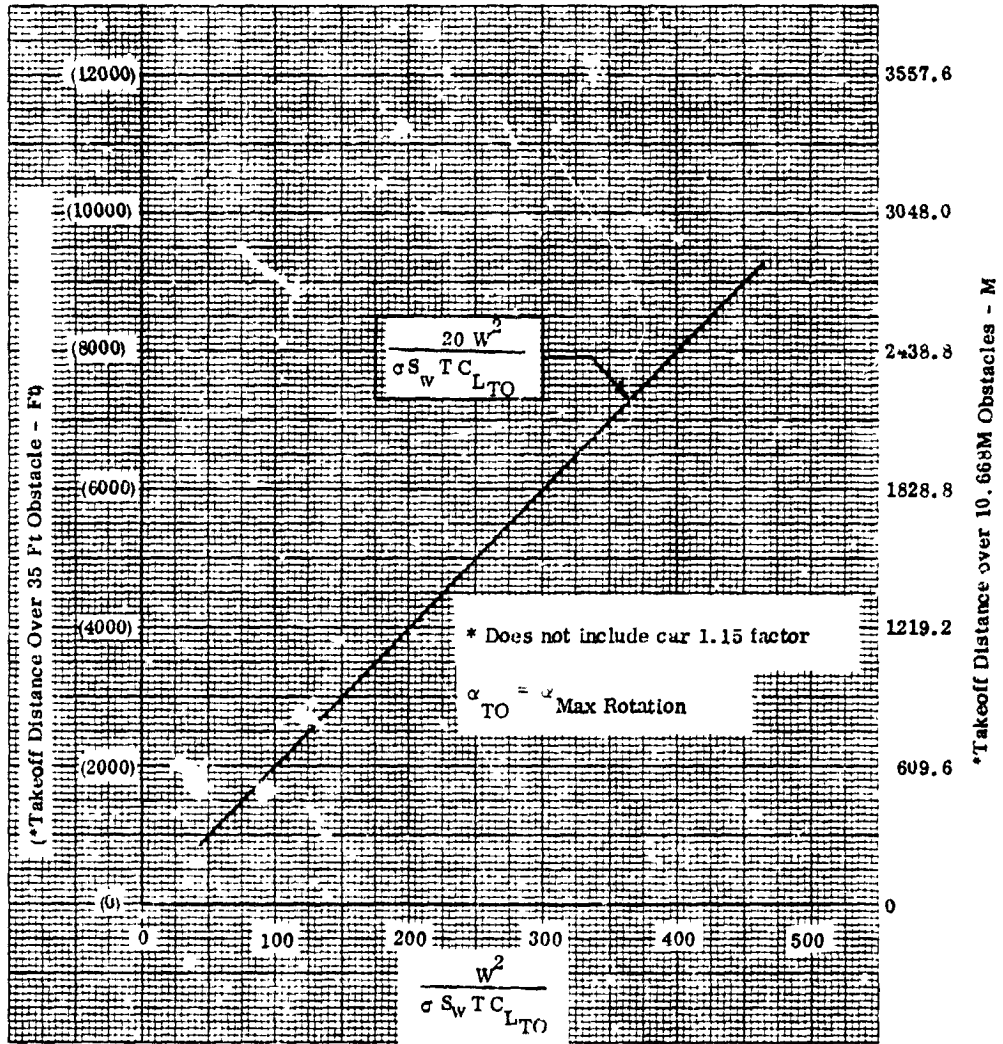 (12000)
(10000)
(8000)
(6000)
(4000)
(2000)
(0)
(*Takeoff Distance Over 35 Ft Obstacle - Ft)
3557.6
3048.0
2438.8
1828.8
1219.2
609.6
0
*Takeoff Distance over 10.668M Obstacles - M
20 W²
σ S_w T C_L_TO
* Does not include car 1.15 factor
α_TO = α_Max Rotation
0 100 200 300 400 500
W²
σ S_w T C_L_TO